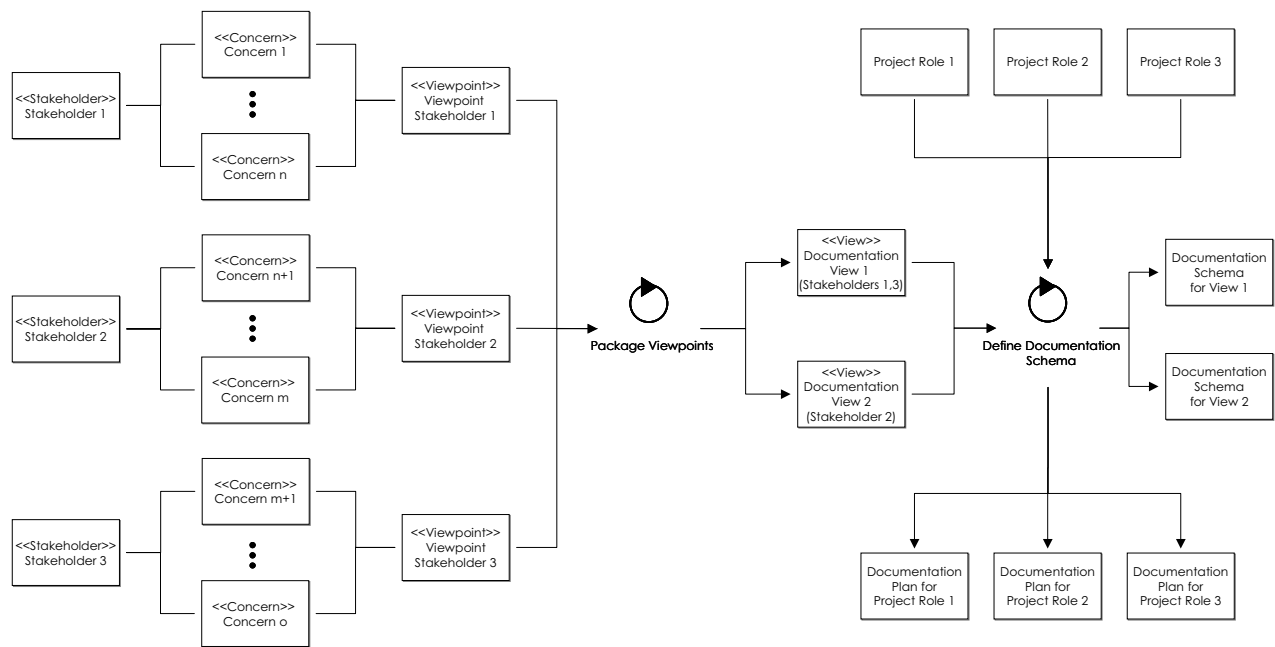 <<Stakeholder>>
Stakeholder 1
<<Concern>>
Concern 1
<<Concern>>
Concern n
<<Viewpoint>>
Viewpoint
Stakeholder 1
<<Stakeholder>>
Stakeholder 2
<<Concern>>
Concern n+1
<<Concern>>
Concern m
<<Viewpoint>>
Viewpoint
Stakeholder 2
<<Stakeholder>>
Stakeholder 3
<<Concern>>
Concern m+1
<<Concern>>
Concern o
<<Viewpoint>>
Viewpoint
Stakeholder 3
Package Viewpoints
<<View>>
Documentation
View 1
(Stakeholders 1,3)
<<View>>
Documentation
View 2
(Stakeholder 2)
Project Role 1
Project Role 2
Project Role 3
Define Documentation
Schema
Documentation
Schema
for View 1
Documentation
Schema
for View 2
Documentation
Plan for
Project Role 1
Documentation
Plan for
Project Role 2
Documentation
Plan for
Project Role 3